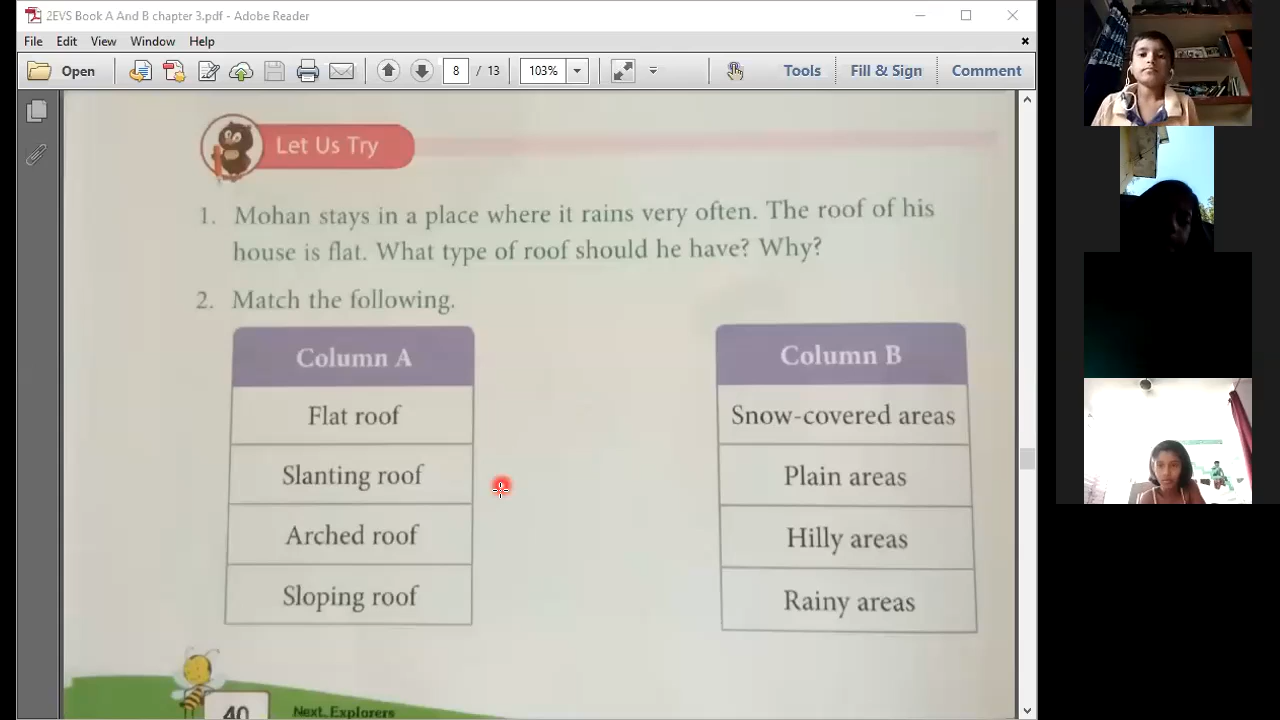 2EVS Book A And B chapter 3.pdf - Adobe Reader
File Edit View Window Help
Open 8 / 13 103% Tools Fill & Sign Comment
Let Us Try
1. Mohan stays in a place where it rains very often. The roof of his
house is flat. What type of roof should he have? Why?
2. Match the following.
Column A Column B
Flat roof Snow-covered areas
Slanting roof Plain areas
Arched roof Hilly areas
Sloping roof Rainy areas
40 Next Explorers